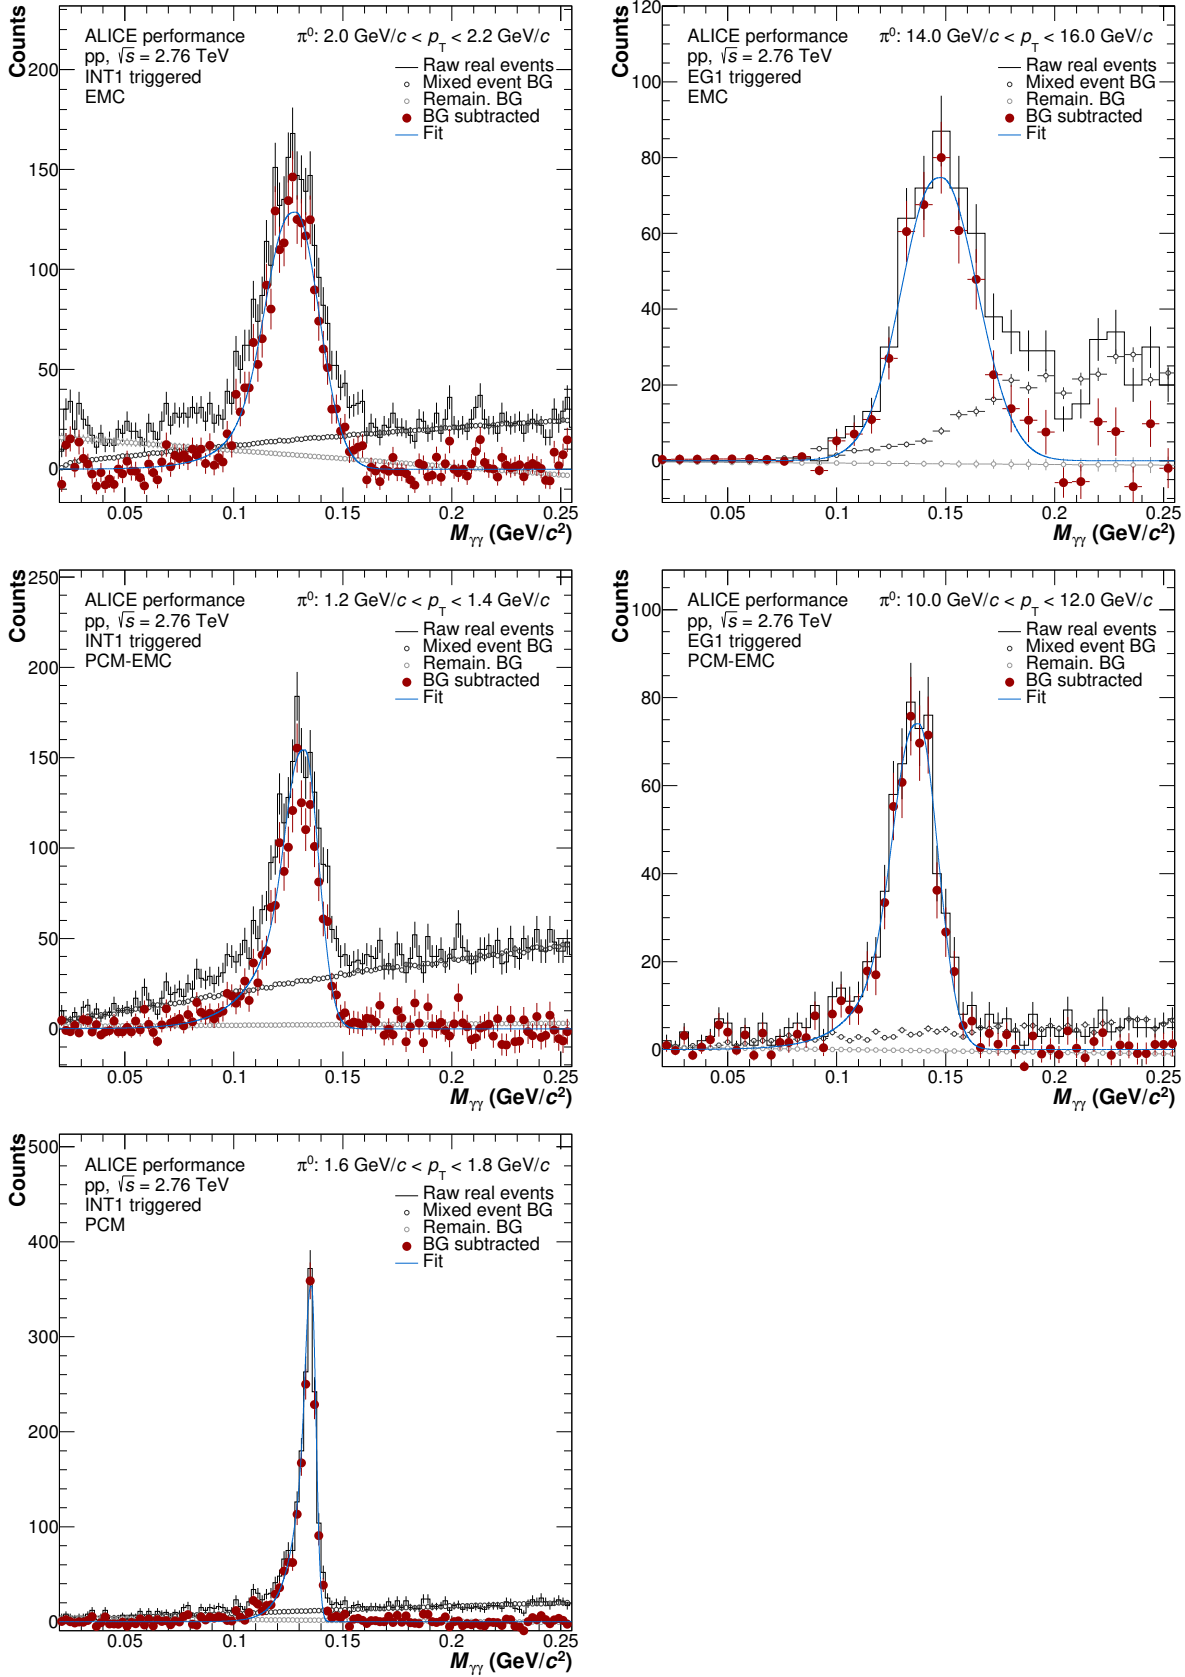 Counts
200
150
100
50
0
0.05 0.1 0.15 0.2 0.25
Mγγ (GeV/c²)
ALICE performance
pp, √s = 2.76 TeV
INT1 triggered
EMC
π⁰: 2.0 GeV/c < pT < 2.2 GeV/c
Raw real events
Mixed event BG
Remain. BG
BG subtracted
Fit
Counts
120
100
80
60
40
20
0
0.05 0.1 0.15 0.2 0.25
Mγγ (GeV/c²)
ALICE performance
pp, √s = 2.76 TeV
EG1 triggered
EMC
π⁰: 14.0 GeV/c < pT < 16.0 GeV/c
Raw real events
Mixed event BG
Remain. BG
BG subtracted
Fit
Counts
250
200
150
100
50
0
0.05 0.1 0.15 0.2 0.25
Mγγ (GeV/c²)
ALICE performance
pp, √s = 2.76 TeV
INT1 triggered
PCM-EMC
π⁰: 1.2 GeV/c < pT < 1.4 GeV/c
Raw real events
Mixed event BG
Remain. BG
BG subtracted
Fit
Counts
100
80
60
40
20
0
0.05 0.1 0.15 0.2 0.25
Mγγ (GeV/c²)
ALICE performance
pp, √s = 2.76 TeV
EG1 triggered
PCM-EMC
π⁰: 10.0 GeV/c < pT < 12.0 GeV/c
Raw real events
Mixed event BG
Remain. BG
BG subtracted
Fit
Counts
500
400
300
200
100
0
0.05 0.1 0.15 0.2 0.25
Mγγ (GeV/c²)
ALICE performance
pp, √s = 2.76 TeV
INT1 triggered
PCM
π⁰: 1.6 GeV/c < pT < 1.8 GeV/c
Raw real events
Mixed event BG
Remain. BG
BG subtracted
Fit